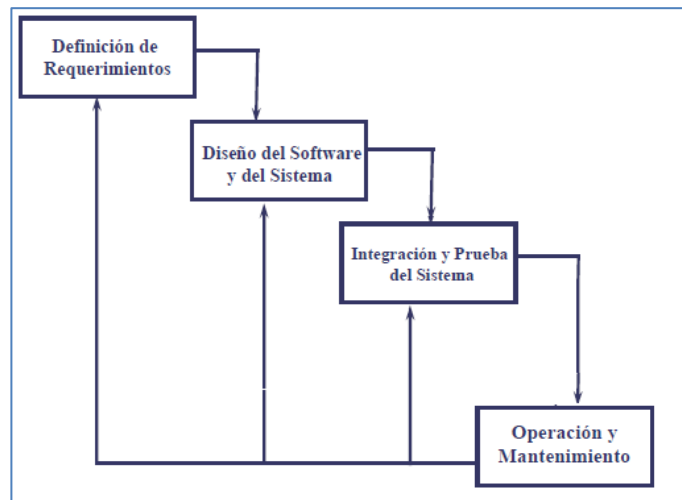 Definición de
Requerimientos
Diseño del Software
y del Sistema
Integración y Prueba
del Sistema
Operación y
Mantenimiento